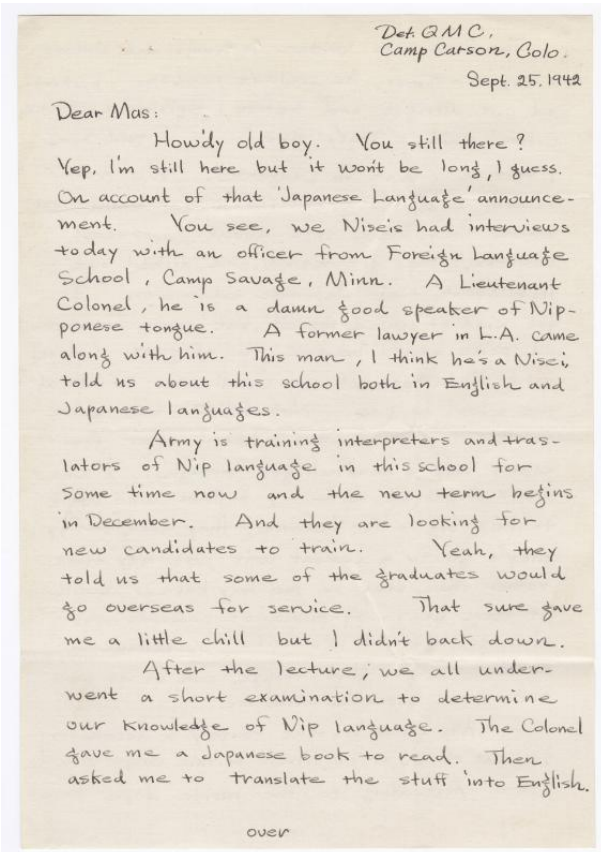 Det. Q M C,
Camp Carson, Colo.
Sept. 25, 1942
Dear Mas:
Howdy old boy. You still there?
Yep, I'm still here but it won't be long, I guess.
On account of that 'Japanese Language' announce-
ment. You see, we Niseis had interviews
today with an officer from Foreign Language
School, Camp Savage, Minn. A Lieutenant
Colonel, he is a damn good speaker of Nip-
ponese tongue. A former lawyer in L.A. came
along with him. This man, I think he's a Nisei,
told us about this school both in English and
Japanese languages.
Army is training interpreters and tras-
lators of Nip language in this school for
some time now and the new term begins
in December. And they are looking for
new candidates to train. Yeah, they
told us that some of the graduates would
go overseas for service. That sure gave
me a little chill but I didn't back down.
After the lecture, we all under-
went a short examination to determine
our knowledge of Nip language. The Colonel
gave me a Japanese book to read. Then
asked me to translate the stuff into English.
over